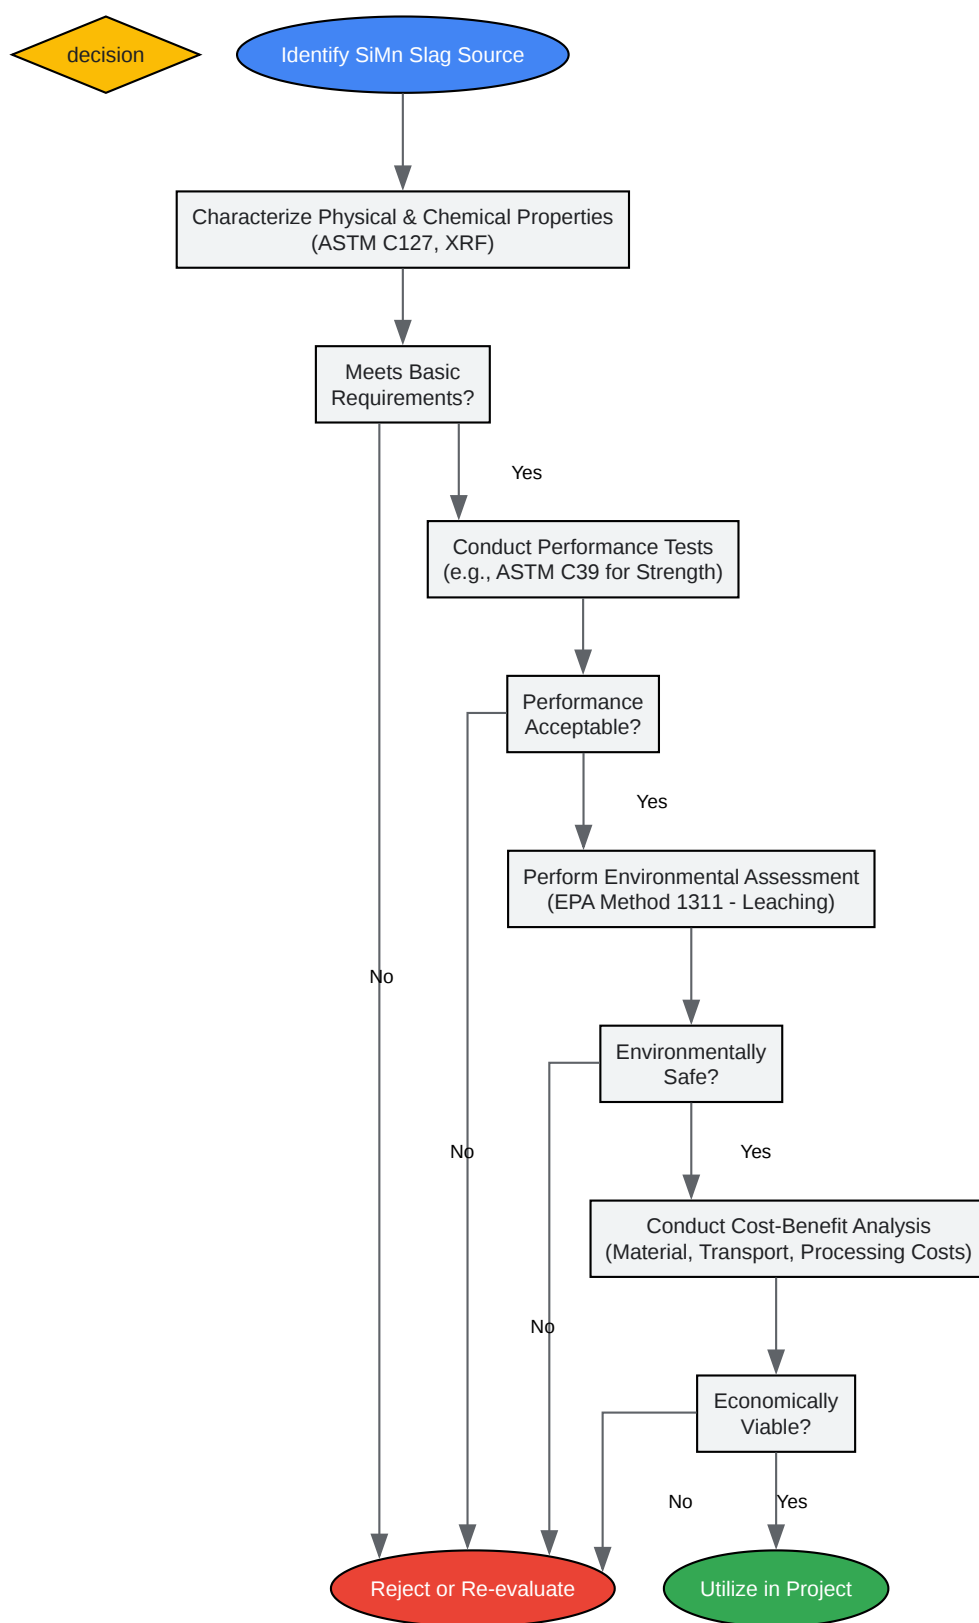 decision
Identify SiMn Slag Source
Characterize Physical & Chemical Properties
(ASTM C127, XRF)
Meets Basic
Requirements?
Yes
Conduct Performance Tests
(e.g., ASTM C39 for Strength)
Performance
Acceptable?
Yes
Perform Environmental Assessment
(EPA Method 1311 - Leaching)
No
Environmentally
Safe?
No
Yes
Conduct Cost-Benefit Analysis
(Material, Transport, Processing Costs)
No
Economically
Viable?
No
Yes
Reject or Re-evaluate
Utilize in Project